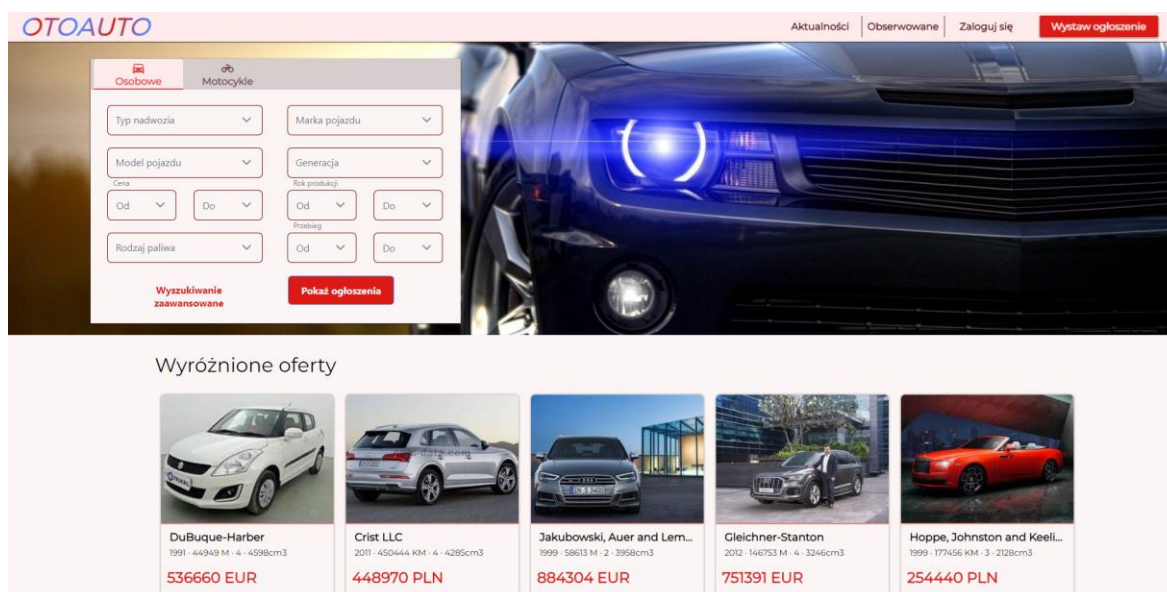 OTOAUTO
Aktualności
Obserwowane
Zaloguj się
Wystaw ogłoszenie
Osobowe
Motocykle
Typ nadwozia
Marka pojazdu
Model pojazdu
Generacja
Cena
Rok produkcji
Od
Do
Od
Do
Przebieg
Rodzaj paliwa
Od
Do
Wyszukiwanie
zaawansowane
Pokaż ogłoszenia
Wyróżnione oferty
DuBuque-Harber
1991 · 44949 M · 4 · 4598cm3
536660 EUR
Crist LLC
2011 · 450444 KM · 4 · 4285cm3
448970 PLN
Jakubowski, Auer and Lem...
1999 · 58613 M · 2 · 3958cm3
884304 EUR
Gleichner-Stanton
2012 · 146753 M · 4 · 3246cm3
751391 EUR
Hoppe, Johnston and Keeli...
1999 · 177456 KM · 3 · 2128cm3
254440 PLN